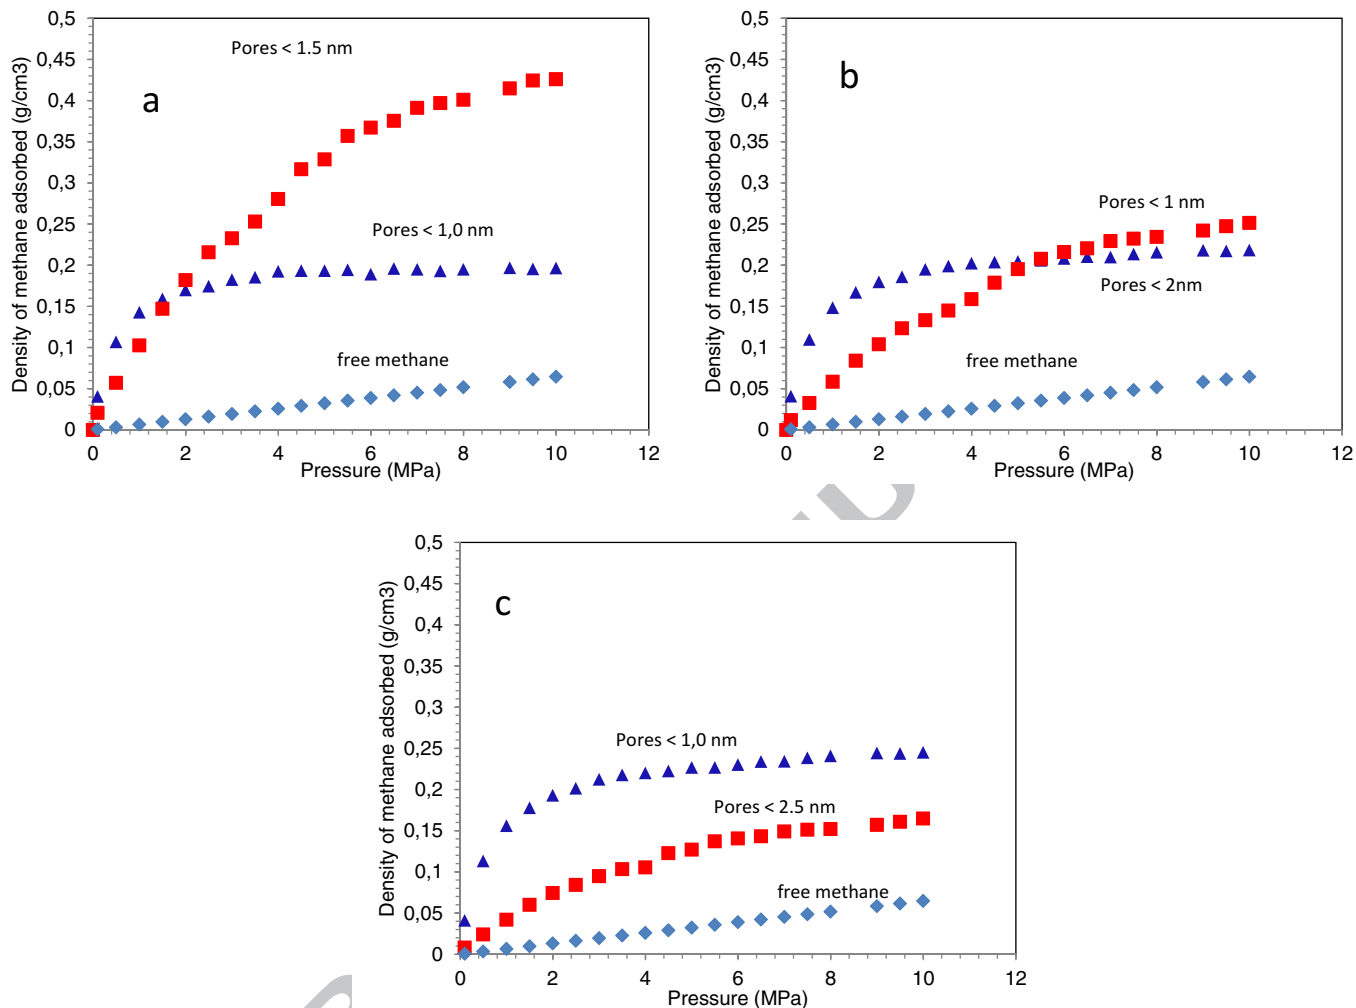 0,5
0,45
0,4
0,35
0,3
0,25
0,2
0,15
0,1
0,05
0
Density of methane adsorbed (g/cm3)
a
Pores < 1.5 nm
Pores < 1,0 nm
free methane
0 2 4 6 8 10 12
Pressure (MPa)
0,5
0,45
0,4
0,35
0,3
0,25
0,2
0,15
0,1
0,05
0
Density of methane adsorbed (g/cm3)
b
Pores < 1 nm
Pores < 2nm
free methane
0 2 4 6 8 10 12
Pressure (MPa)
0,5
0,45
0,4
0,35
0,3
0,25
0,2
0,15
0,1
0,05
0
Density of methane adsorbed (g/cm3)
c
Pores < 1,0 nm
Pores < 2.5 nm
free methane
0 2 4 6 8 10 12
Pressure (MPa)